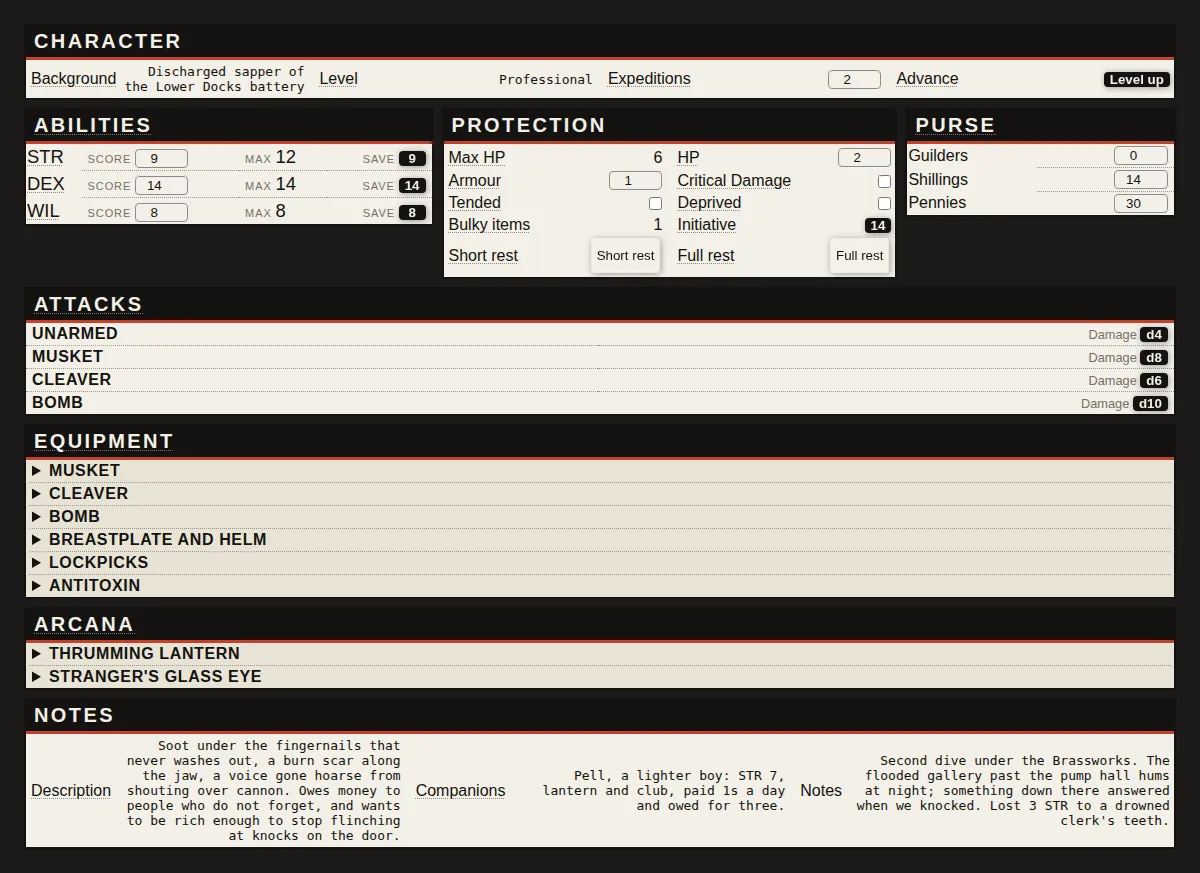 CHARACTER
Background Discharged sapper of the Lower Docks battery Level Professional Expeditions 2 Advance Level up
ABILITIES
STR SCORE 9 MAX 12 SAVE 9
DEX SCORE 14 MAX 14 SAVE 14
WIL SCORE 8 MAX 8 SAVE 8
PROTECTION
Max HP 6 HP 2
Armour 1 Critical Damage
Tended Deprived
Bulky items 1 Initiative 14
Short rest Short rest Full rest Full rest
PURSE
Guilders 0
Shillings 14
Pennies 30
ATTACKS
UNARMED Damage d4
MUSKET Damage d8
CLEAVER Damage d6
BOMB Damage d10
EQUIPMENT
MUSKET
CLEAVER
BOMB
BREASTPLATE AND HELM
LOCKPICKS
ANTITOXIN
ARCANA
THRUMMING LANTERN
STRANGER'S GLASS EYE
NOTES
Description
Soot under the fingernails that
never washes out, a burn scar along
the jaw, a voice gone hoarse from
shouting over cannon. Owes money to
people who do not forget, and wants
to be rich enough to stop flinching
at knocks on the door.
Companions
Pell, a lighter boy: STR 7,
lantern and club, paid 1s a day
and owed for three.
Notes
Second dive under the Brassworks. The
flooded gallery past the pump hall hums
at night; something down there answered
when we knocked. Lost 3 STR to a drowned
clerk's teeth.